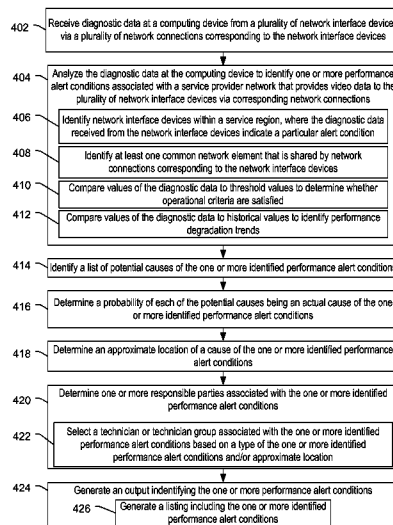 402
Receive diagnostic data at a computing device from a plurality of network interface devices
via a plurality of network connections corresponding to the network interface devices
404
Analyze the diagnostic data at the computing device to identify one or more performance
alert conditions associated with a service provider network that provides video data to the
plurality of network interface devices via corresponding network connections
406
Identify network interface devices within a service region, where the diagnostic data
received from the network interface devices indicate a particular alert condition
408
Identify at least one common network element that is shared by network
connections corresponding to the network interface devices
410
Compare values of the diagnostic data to threshold values to determine whether
operational criteria are satisfied
412
Compare values of the diagnostic data to historical values to identify performance
degradation trends
414
Identify a list of potential causes of the one or more identified performance alert conditions
416
Determine a probability of each of the potential causes being an actual cause of the one
or more identified performance alert conditions
418
Determine an approximate location of a cause of the one or more identified performance
alert conditions
420
Determine one or more responsible parties associated with the one or more identified
performance alert conditions
422
Select a technician or technician group associated with the one or more identified
performance alert conditions based on a type of the one or more identified
performance alert conditions and/or approximate location
424
Generate an output indentifying the one or more performance alert conditions
426
Generate a listing including the one or more identified
performance alert conditions